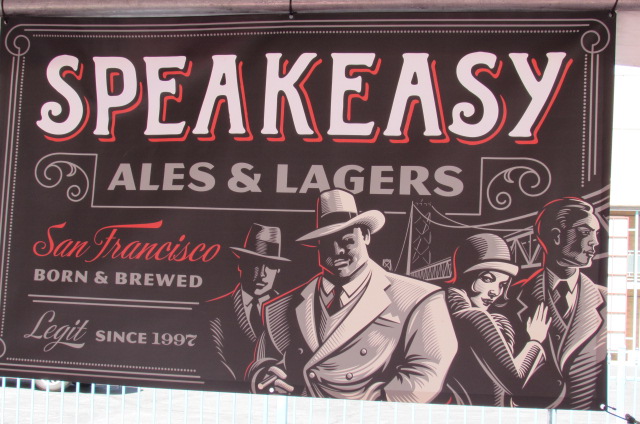 SPEAKEASY
ALES & LAGERS
San Francisco
BORN & BREWED
Legit SINCE 1997